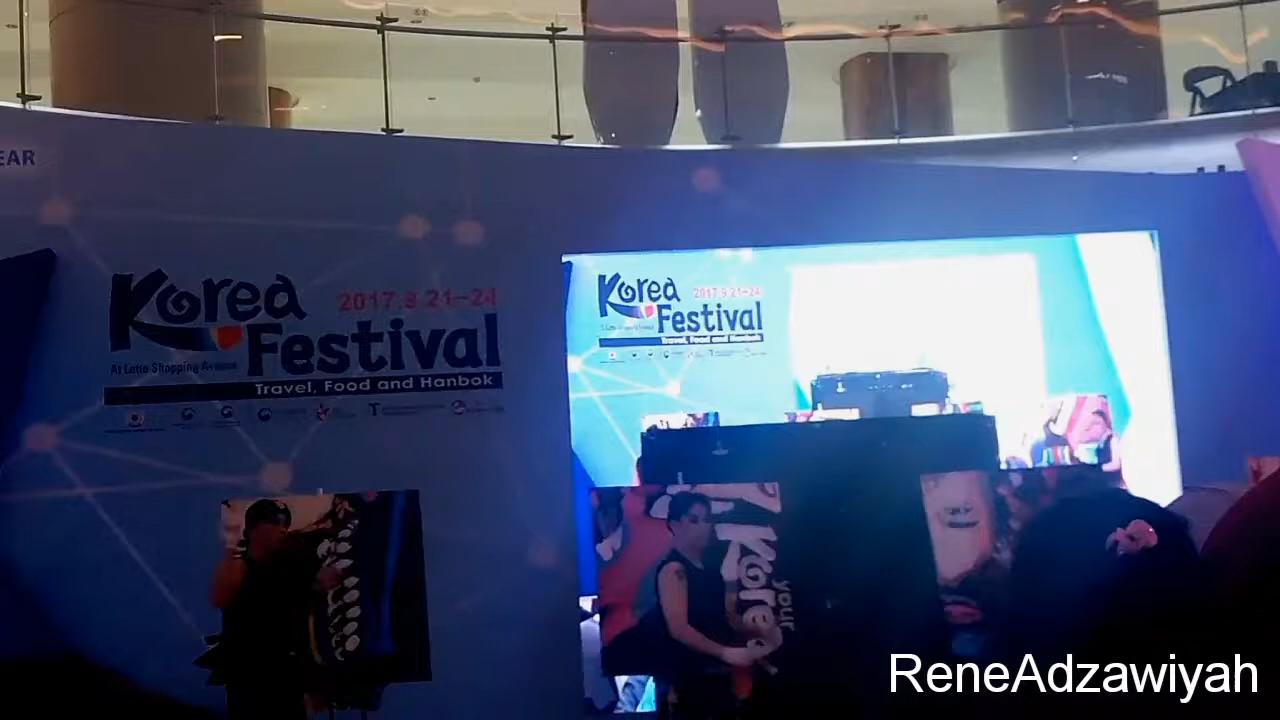 EAR
Korea
2017.9.21-24
Festival
At Lotte Shopping Avenue
Travel, Food and Hanbok
Korea
2017.9.21-24
Festival
Travel, Food and Hanbok
your
Korea
ReneAdzawiyah